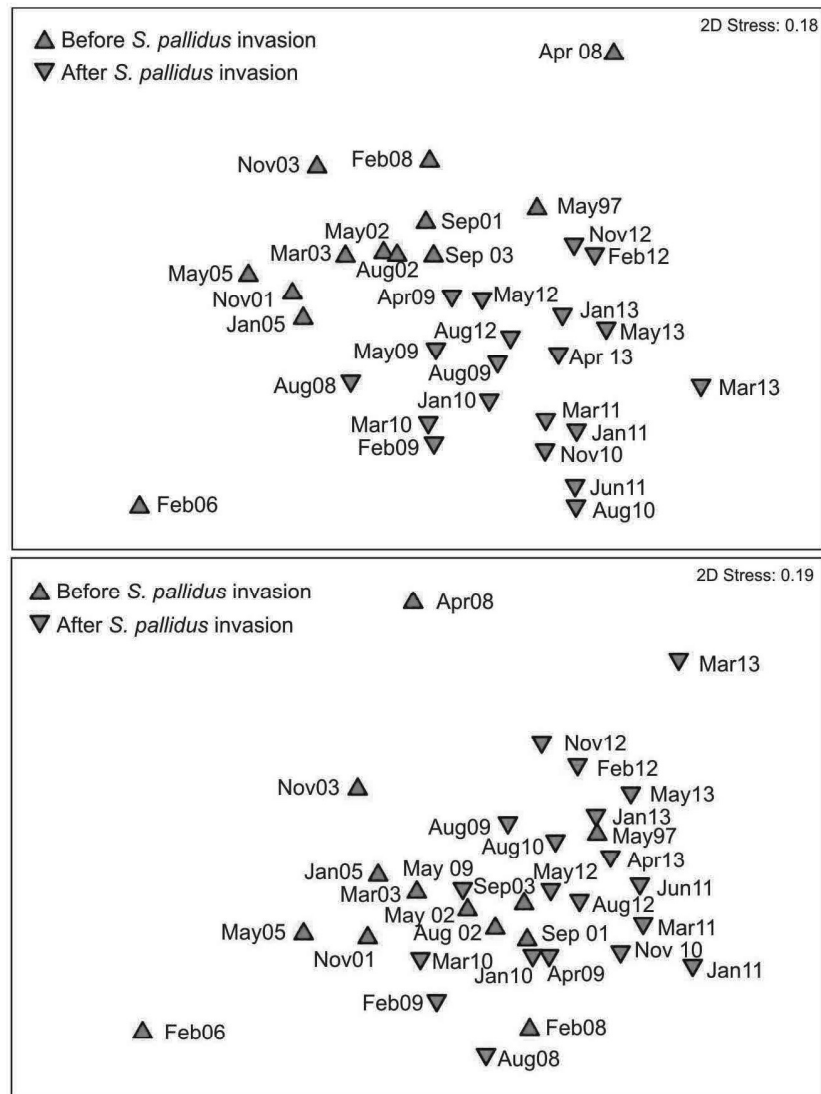 2D Stress: 0.18
Before S. pallidus invasion
After S. pallidus invasion
Apr 08
Nov03
Feb08
May97
Sep01
May02
Nov12
Mar03
Aug02
Sep 03
Feb12
May05
Nov01
Apr09
May12
Jan05
Jan13
May13
Aug12
May09
Aug09
Apr 13
Aug08
Mar13
Jan10
Mar10
Mar11
Jan11
Feb09
Nov10
Feb06
Jun11
Aug10
2D Stress: 0.19
Before S. pallidus invasion
After S. pallidus invasion
Apr08
Mar13
Nov12
Feb12
Nov03
May13
Jan13
Aug09
May97
Aug10
Apr13
Jan05
May 09
May12
Mar03
Sep03
Jun11
May 02
Aug12
May05
Aug 02
Sep 01
Mar11
Nov01
Mar10
Jan10
Apr09
Nov 10
Jan11
Feb09
Feb06
Feb08
Aug08